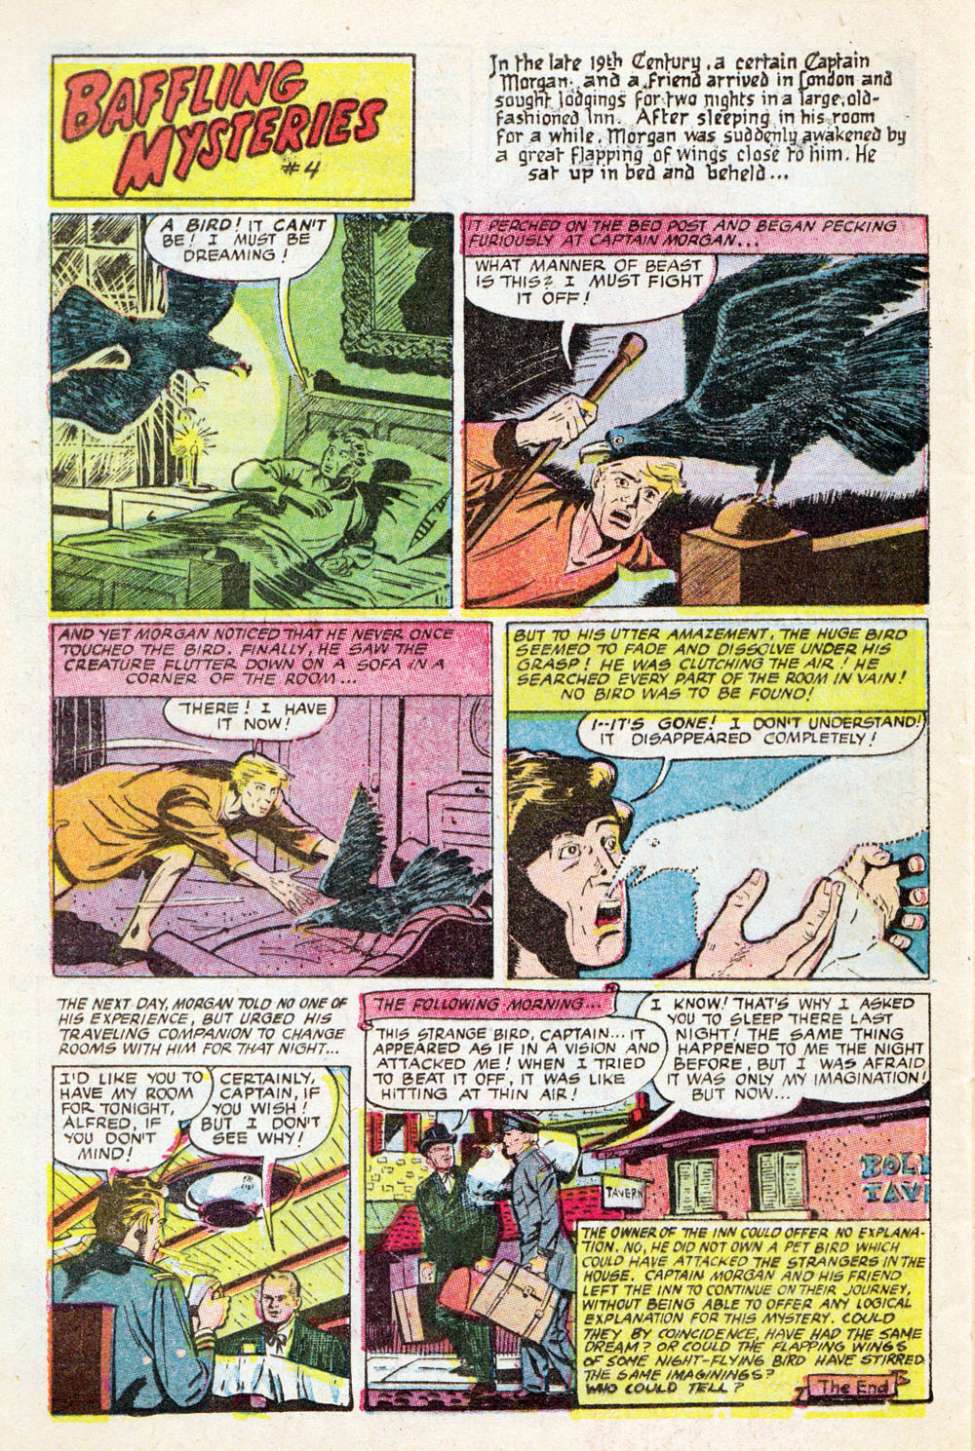 BAFFLING
MYSTERIES
#4
In the late 19th Century, a certain Captain
Morgan, and a friend arrived in London and
sought lodgings for two nights in a large, old-
fashioned Inn. After sleeping in his room
for a while, Morgan was suddenly awakened by
a great flapping of wings close to him. He
sat up in bed and beheld...
A BIRD! IT CAN'T
BE! I MUST BE
DREAMING!
IT PERCHED ON THE BED POST AND BEGAN PECKING
FURIOUSLY AT CAPTAIN MORGAN...
WHAT MANNER OF BEAST
IS THIS? I MUST FIGHT
IT OFF!
AND YET MORGAN NOTICED THAT HE NEVER ONCE
TOUCHED THE BIRD. FINALLY, HE SAW THE
CREATURE FLUTTER DOWN ON A SOFA IN A
CORNER OF THE ROOM...
THERE! I HAVE
IT NOW!
BUT TO HIS UTTER AMAZEMENT, THE HUGE BIRD
SEEMED TO FADE AND DISSOLVE UNDER HIS
GRASP! HE WAS CLUTCHING THE AIR! HE
SEARCHED EVERY PART OF THE ROOM IN VAIN!
NO BIRD WAS TO BE FOUND!
I--IT'S GONE! I DON'T UNDERSTAND!
IT DISAPPEARED COMPLETELY!
THE NEXT DAY, MORGAN TOLD NO ONE OF
HIS EXPERIENCE, BUT URGED HIS
TRAVELING COMPANION TO CHANGE
ROOMS WITH HIM FOR THAT NIGHT...
I'D LIKE YOU TO
HAVE MY ROOM
FOR TONIGHT,
ALFRED, IF
YOU DON'T
MIND!
CERTAINLY,
CAPTAIN, IF
YOU WISH!
BUT I DON'T
SEE WHY!
THE FOLLOWING MORNING...
THIS STRANGE BIRD, CAPTAIN... IT
APPEARED AS IF IN A VISION AND
ATTACKED ME! WHEN I TRIED
TO BEAT IT OFF, IT WAS LIKE
HITTING AT THIN AIR!
I KNOW! THAT'S WHY I ASKED
YOU TO SLEEP THERE LAST
NIGHT! THE SAME THING
HAPPENED TO ME THE NIGHT
BEFORE, BUT I WAS AFRAID
IT WAS ONLY MY IMAGINATION!
BUT NOW...
TAVERN
BOL
TAV
THE OWNER OF THE INN COULD OFFER NO EXPLANA-
TION. NO, HE DID NOT OWN A PET BIRD WHICH
COULD HAVE ATTACKED THE STRANGERS IN THE
HOUSE. CAPTAIN MORGAN AND HIS FRIEND
LEFT THE INN TO CONTINUE ON THEIR JOURNEY,
WITHOUT BEING ABLE TO OFFER ANY LOGICAL
EXPLANATION FOR THIS MYSTERY. COULD
THEY BY COINCIDENCE, HAVE HAD THE SAME
DREAM? OR COULD THE FLAPPING WINGS
OF SOME NIGHT-FLYING BIRD HAVE STIRRED
THE SAME IMAGININGS?
WHO COULD TELL?
The End